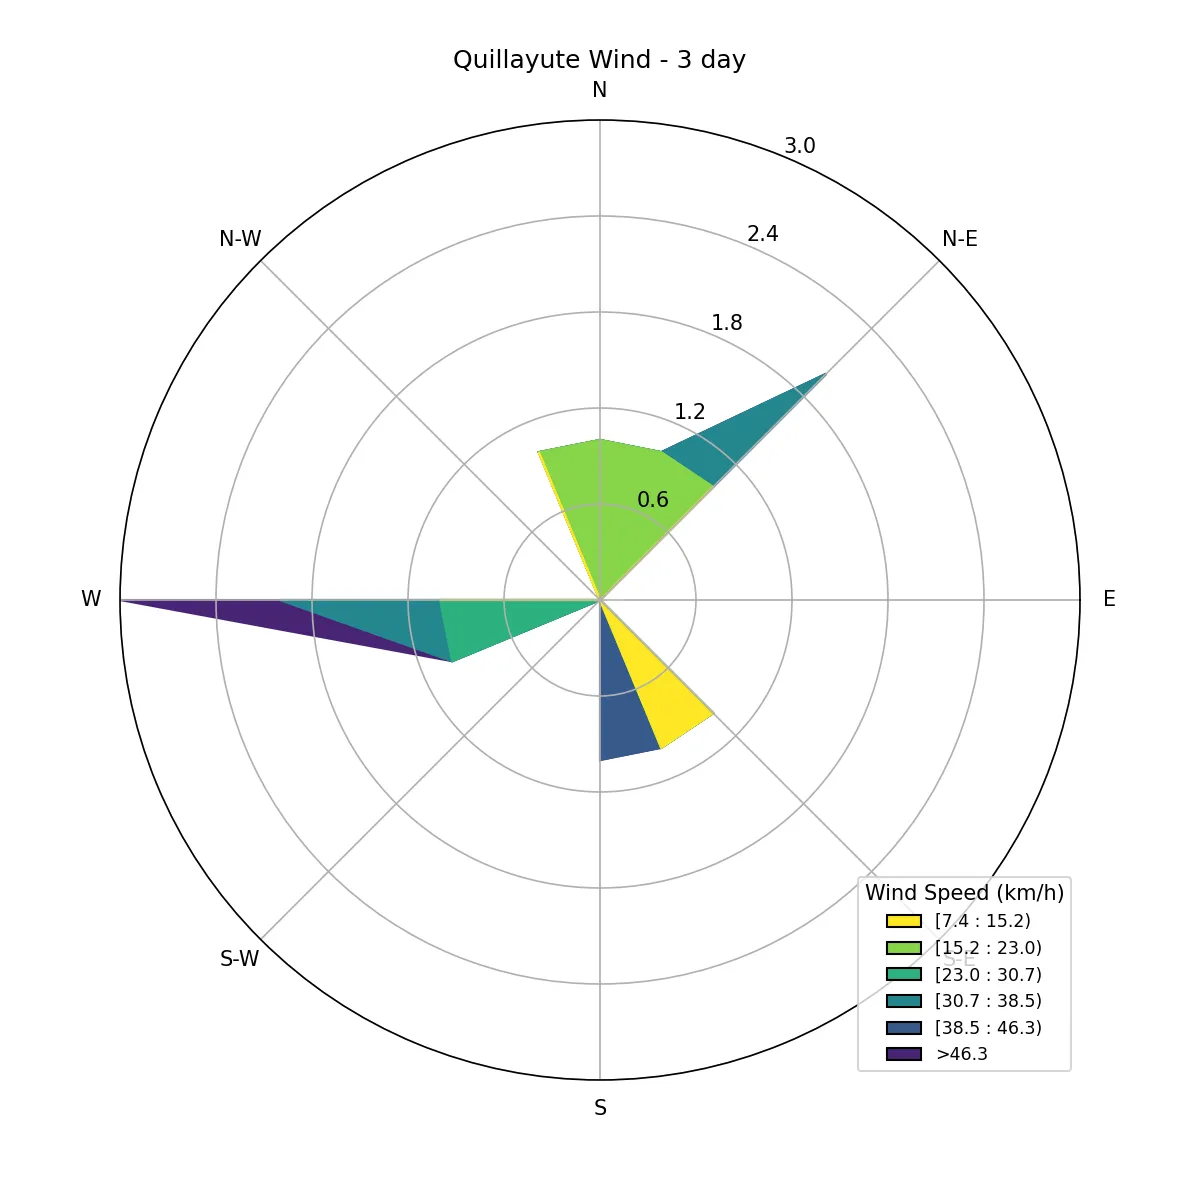 Quillayute Wind - 3 day
N
3.0
N-W
2.4
N-E
1.8
1.2
0.6
W
E
Wind Speed (km/h)
[7.4 : 15.2)
[15.2 : 23.0)
S-W
S-E
[23.0 : 30.7)
[30.7 : 38.5)
[38.5 : 46.3)
>46.3
S